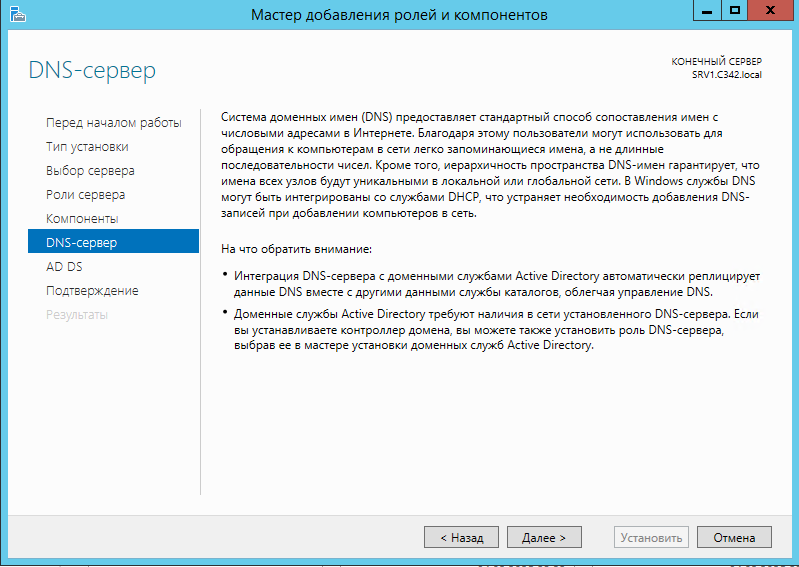 Мастер добавления ролей и компонентов
DNS-сервер
КОНЕЧНЫЙ СЕРВЕР
SRV1.C342.local
Перед началом работы
Тип установки
Выбор сервера
Роли сервера
Компоненты
DNS-сервер
AD DS
Подтверждение
Результаты
Система доменных имен (DNS) предоставляет стандартный способ сопоставления имен с
числовыми адресами в Интернете. Благодаря этому пользователи могут использовать для
обращения к компьютерам в сети легко запоминающиеся имена, а не длинные
последовательности чисел. Кроме того, иерархичность пространства DNS-имен гарантирует, что
имена всех узлов будут уникальными в локальной или глобальной сети. В Windows службы DNS
могут быть интегрированы со службами DHCP, что устраняет необходимость добавления DNS-
записей при добавлении компьютеров в сеть.
На что обратить внимание:
• Интеграция DNS-сервера с доменными службами Active Directory автоматически реплицирует
данные DNS вместе с другими данными службы каталогов, облегчая управление DNS.
• Доменные службы Active Directory требуют наличия в сети установленного DNS-сервера. Если
вы устанавливаете контроллер домена, вы можете также установить роль DNS-сервера,
выбрав ее в мастере установки доменных служб Active Directory.
< Назад
Далее >
Установить
Отмена